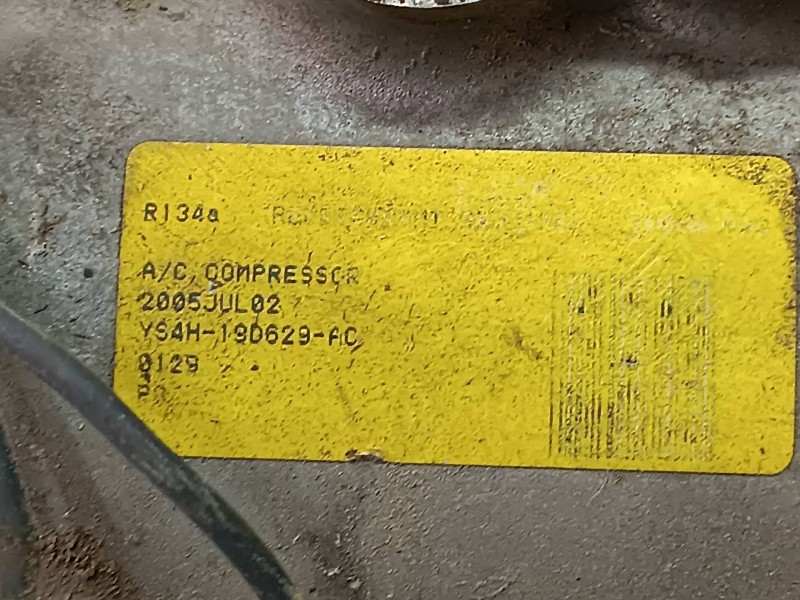 R134a
A/C COMPRESSOR
2005JUL02
YS4H-19D629-AC
0129